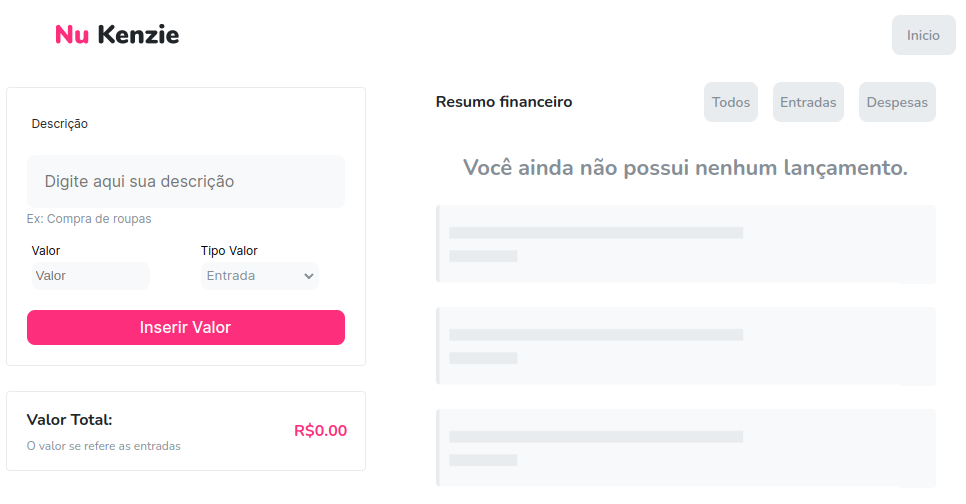 Nu Kenzie
Inicio
Descrição
Digite aqui sua descrição
Ex: Compra de roupas
Valor
Tipo Valor
Valor
Entrada
Inserir Valor
Valor Total:
R$0.00
O valor se refere as entradas
Resumo financeiro
Todos
Entradas
Despesas
Você ainda não possui nenhum lançamento.